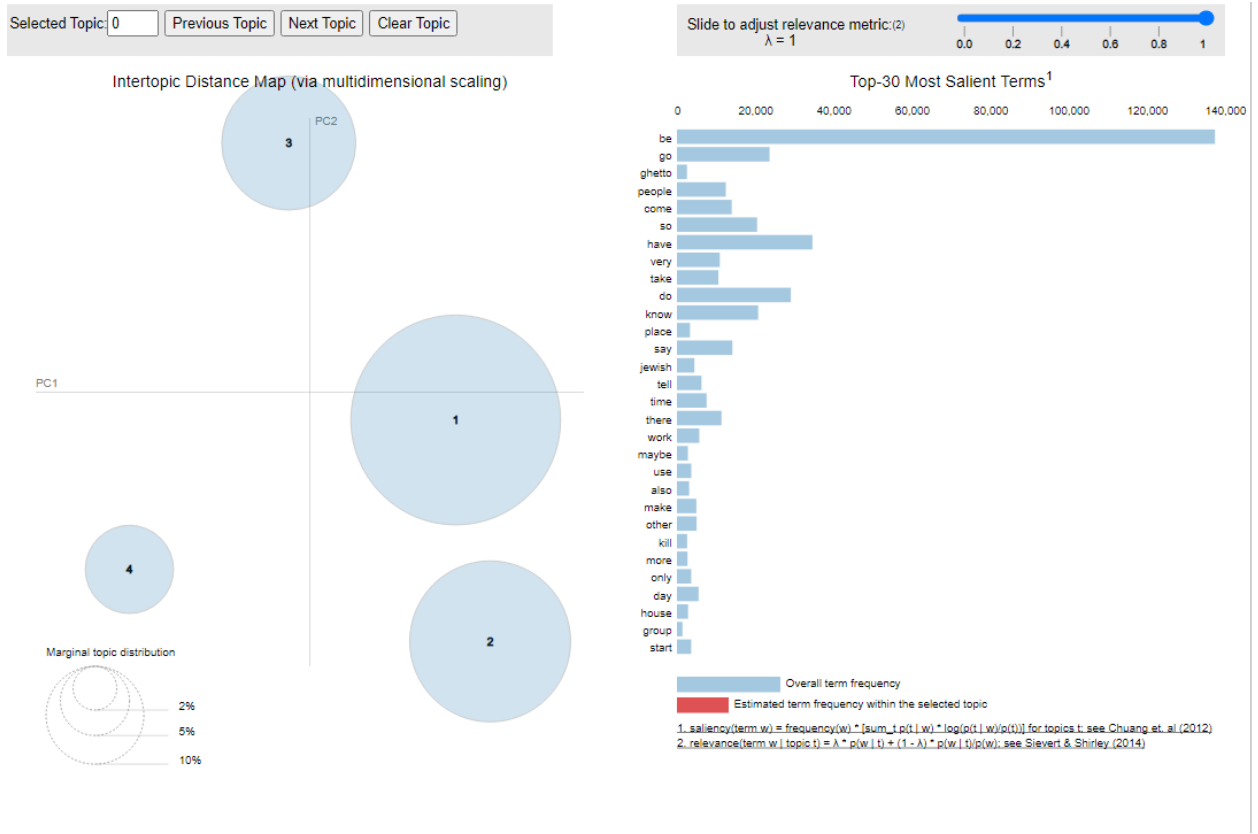 Selected Topic: 0 Previous Topic Next Topic Clear Topic
Slide to adjust relevance metric:(2)
λ = 1
0.0 0.2 0.4 0.6 0.8 1
Intertopic Distance Map (via multidimensional scaling)
PC2
PC1
3
1
4
2
Marginal topic distribution
2%
5%
10%
Top-30 Most Salient Terms1
0 20,000 40,000 60,000 80,000 100,000 120,000 140,000
be
go
ghetto
people
come
so
have
very
take
do
know
place
say
jewish
tell
time
there
work
maybe
use
also
make
other
kill
more
only
day
house
group
start
Overall term frequency
Estimated term frequency within the selected topic
1. saliency(term w) = frequency(w) * [sum_t p(t | w) * log(p(t | w)/p(t))] for topics t; see Chuang et. al (2012)
2. relevance(term w | topic t) = λ * p(w | t) + (1 - λ) * p(w | t)/p(w); see Sievert & Shirley (2014)